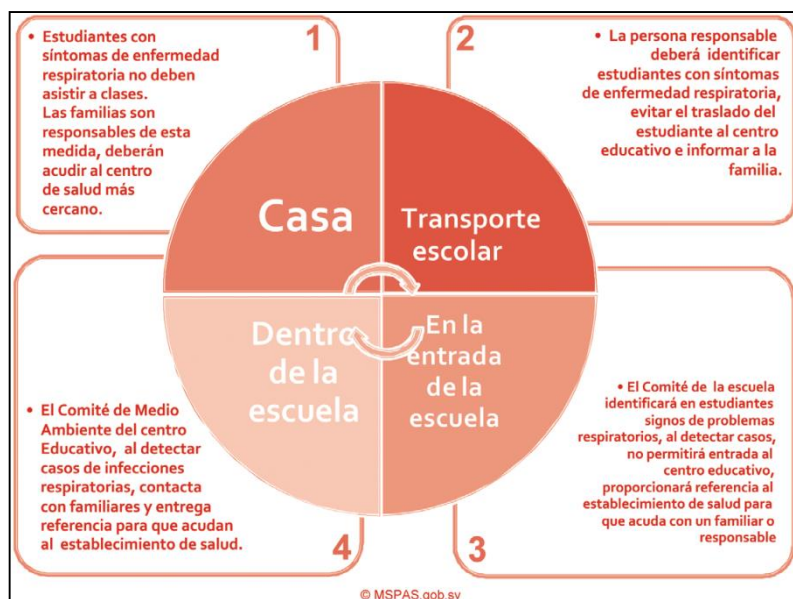 1
• Estudiantes con
síntomas de enfermedad
respiratoria no deben
asistir a clases.
Las familias son
responsables de esta
medida, deberán
acudir al centro
de salud más
cercano.
2
• La persona responsable
deberá identificar
estudiantes con síntomas
de enfermedad respiratoria,
evitar el traslado del
estudiante al centro
educativo e informar a la
familia.
Casa
Transporte
escolar
Dentro
de la
escuela
En la
entrada
de la
escuela
• El Comité de la escuela
identificará en estudiantes
signos de problemas
respiratorios, al detectar casos,
no permitirá entrada al
centro educativo,
proporcionará referencia al
establecimiento de salud para
que acuda con un familiar o
responsable
3
• El Comité de Medio
Ambiente del centro
Educativo, al detectar
casos de infecciones
respiratorias, contacta
con familiares y entrega
referencia para que acudan
al establecimiento de salud.
4
© MSPAS.gob.sv